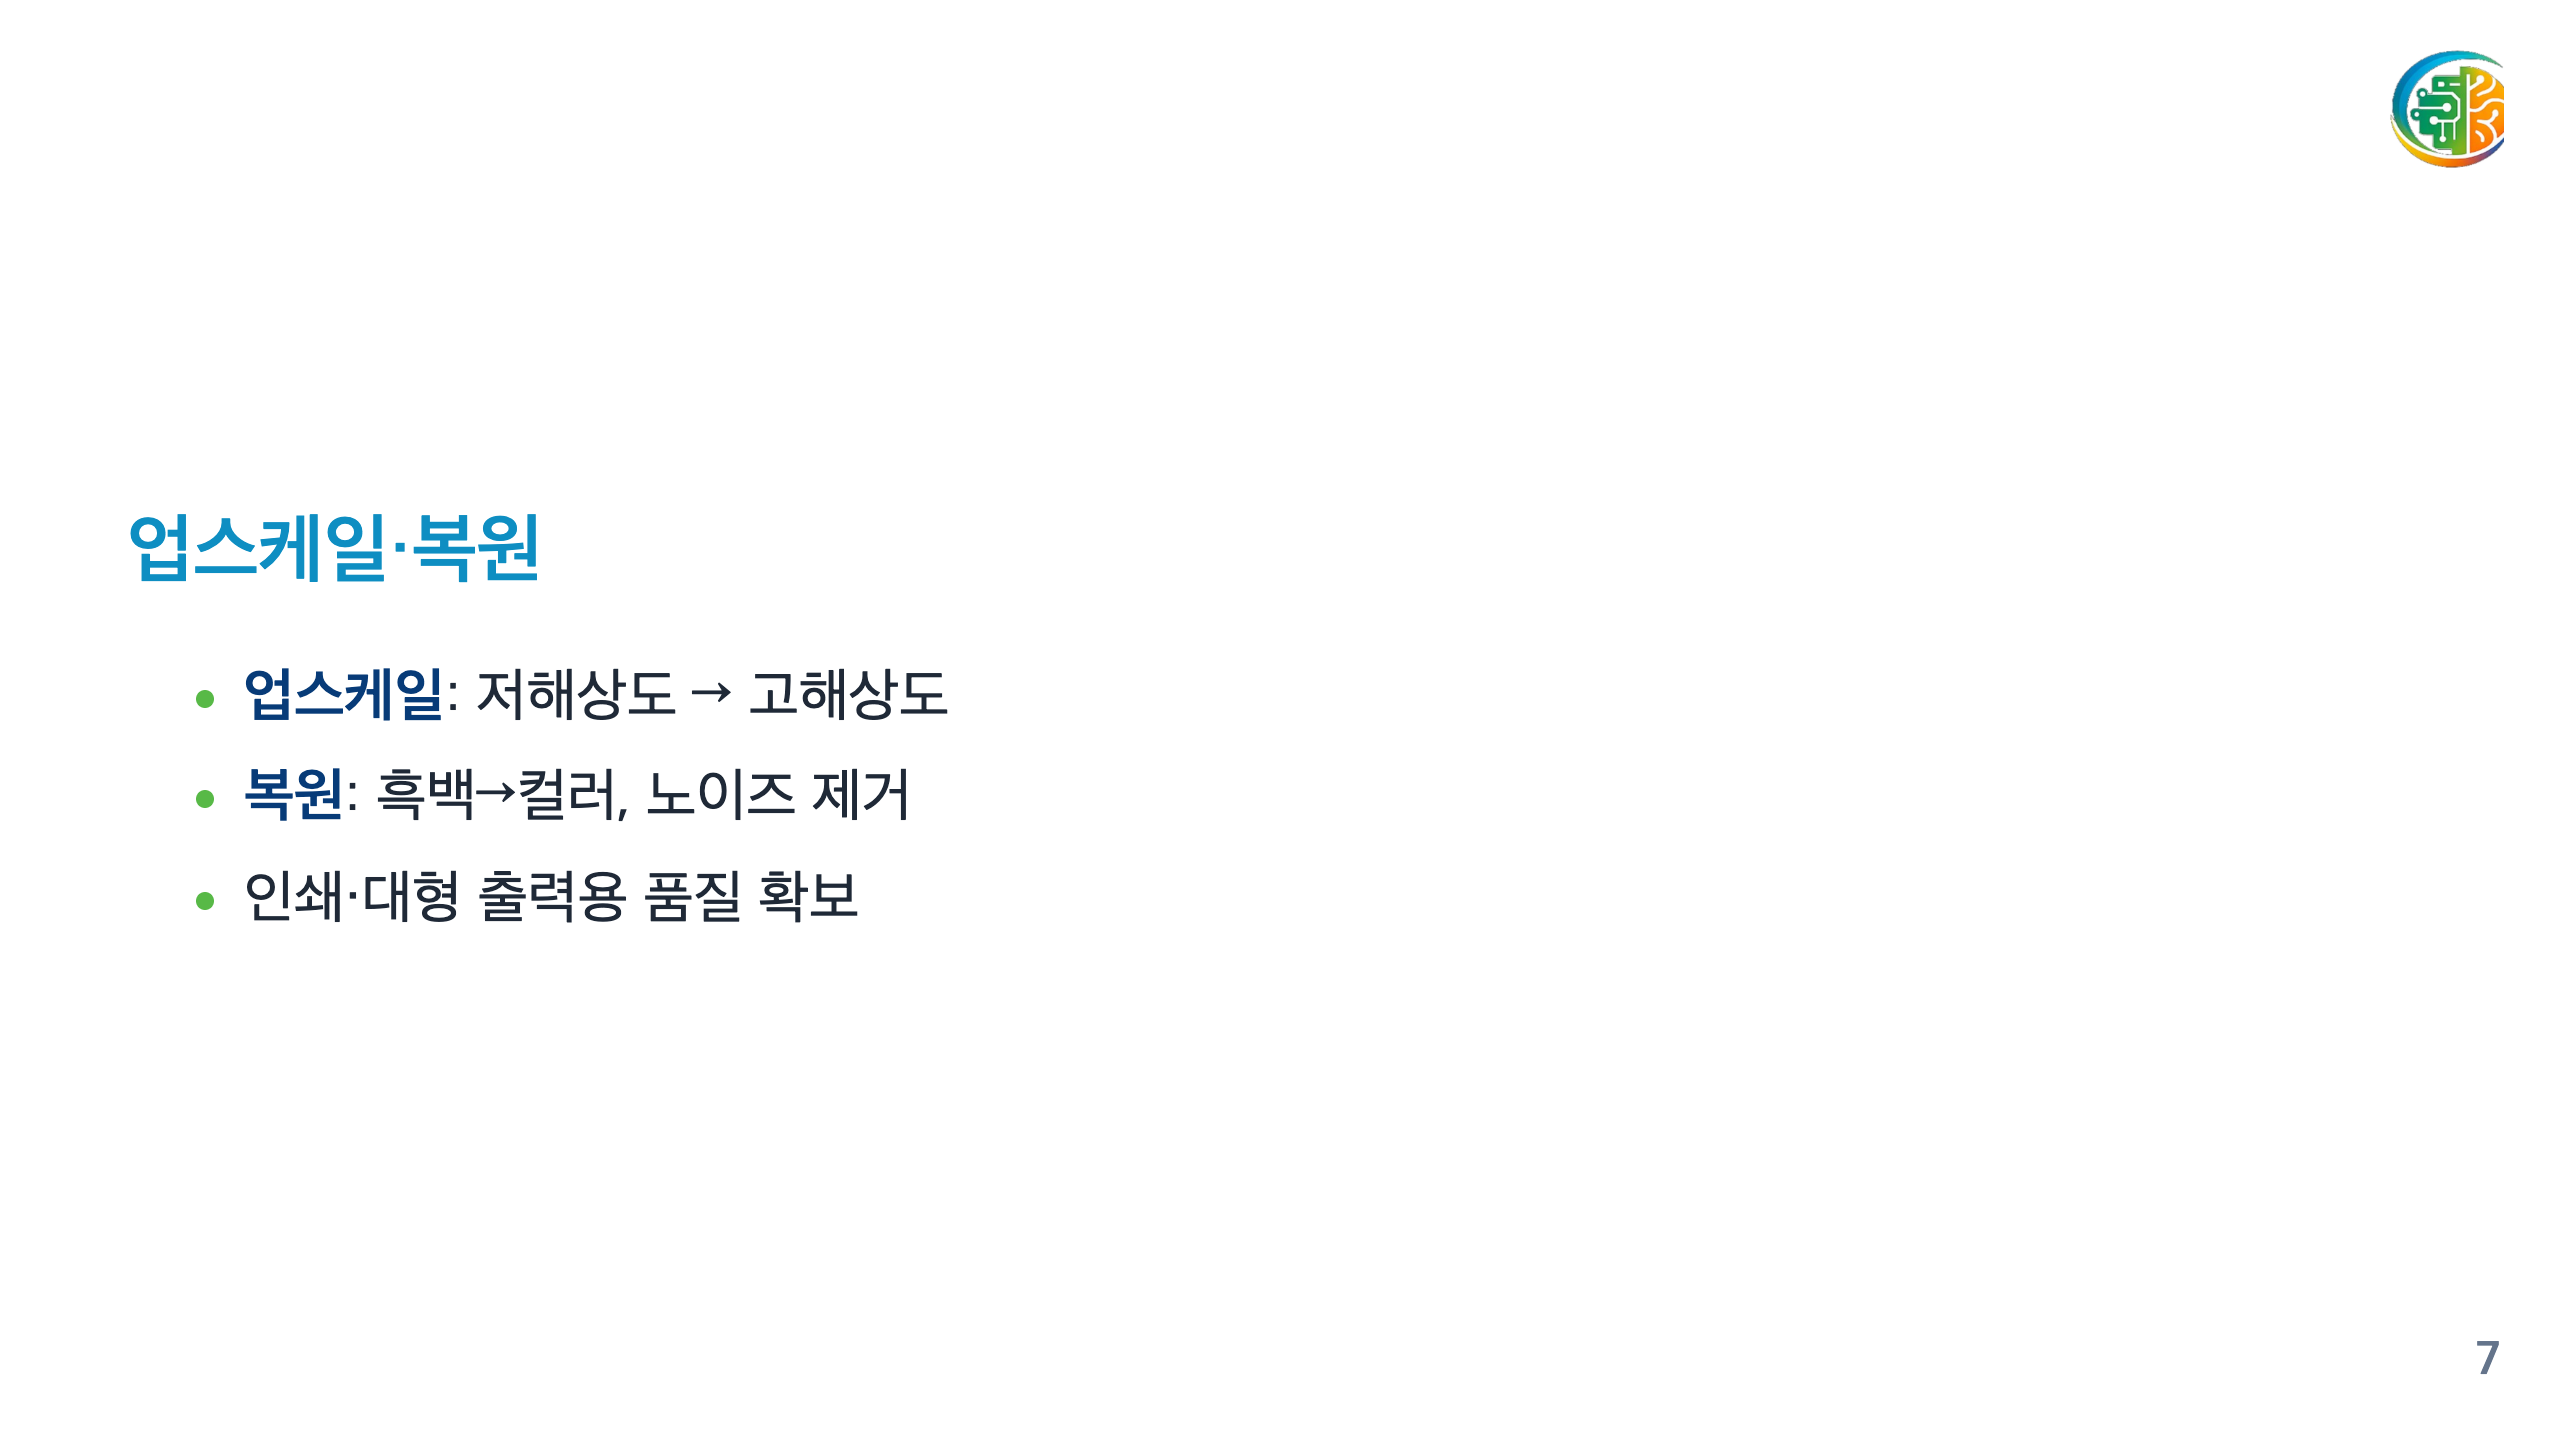 업스케일·복원
• 업스케일: 저해상도 → 고해상도
• 복원: 흑백→컬러, 노이즈 제거
• 인쇄·대형 출력용 품질 확보
7